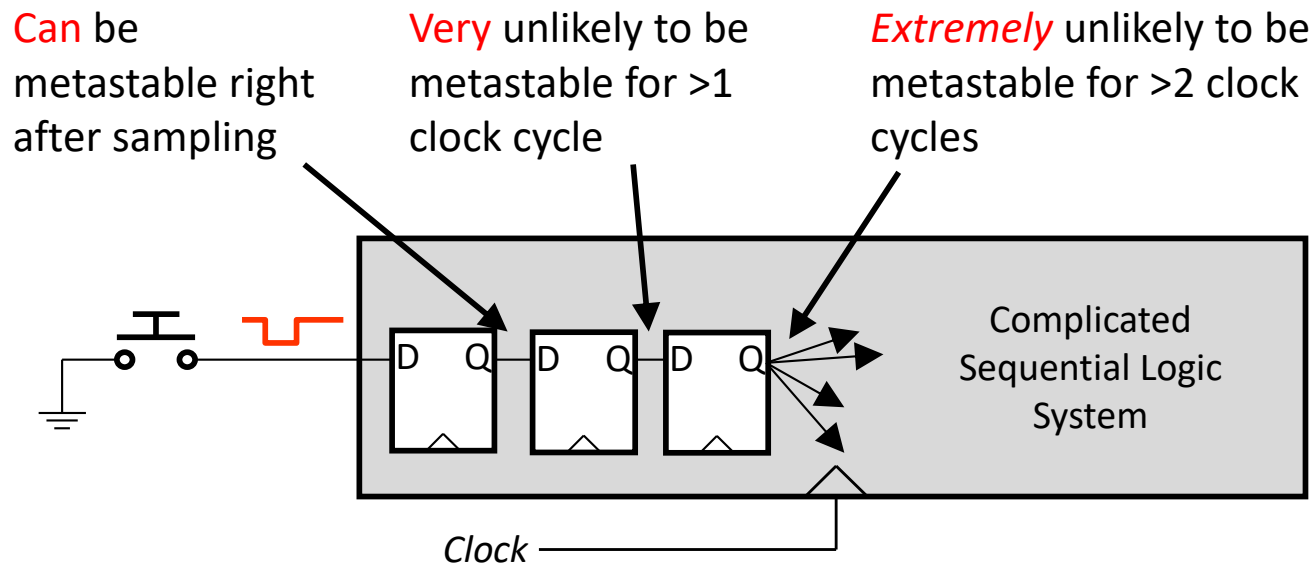 Can be
metastable right
after sampling
Very unlikely to be
metastable for >1
clock cycle
Extremely unlikely to be
metastable for >2 clock
cycles
D Q D Q D Q
Complicated
Sequential Logic
System
Clock